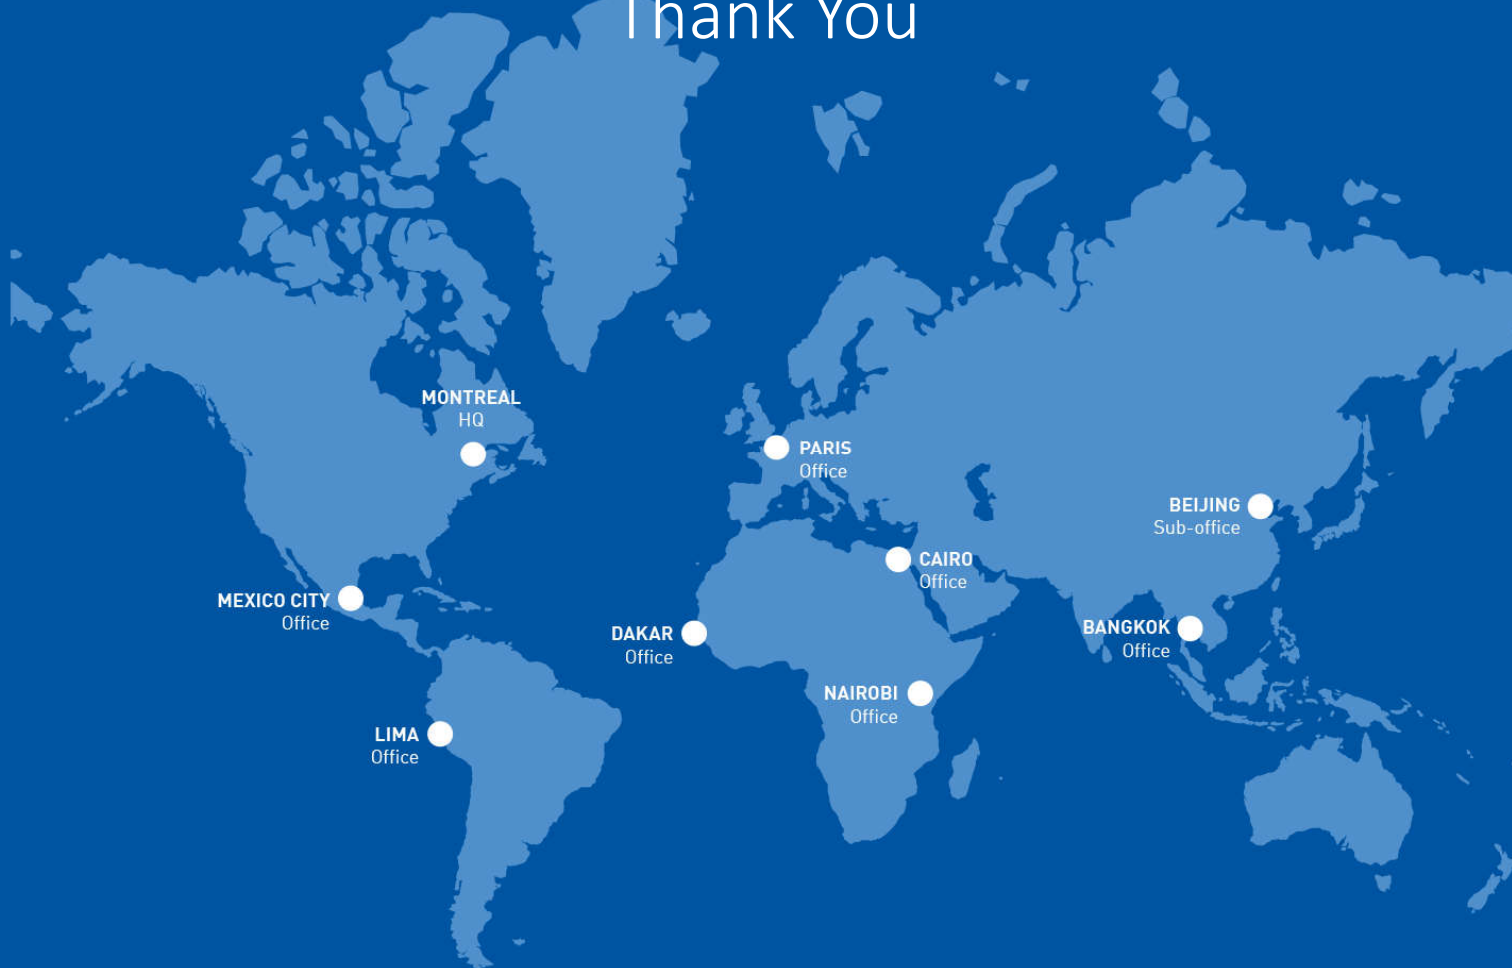 Thank You
MONTREAL
HQ
PARIS
Office
BEIJING
Sub-office
CAIRO
Office
MEXICO CITY
Office
DAKAR
Office
BANGKOK
Office
NAIROBI
Office
LIMA
Office